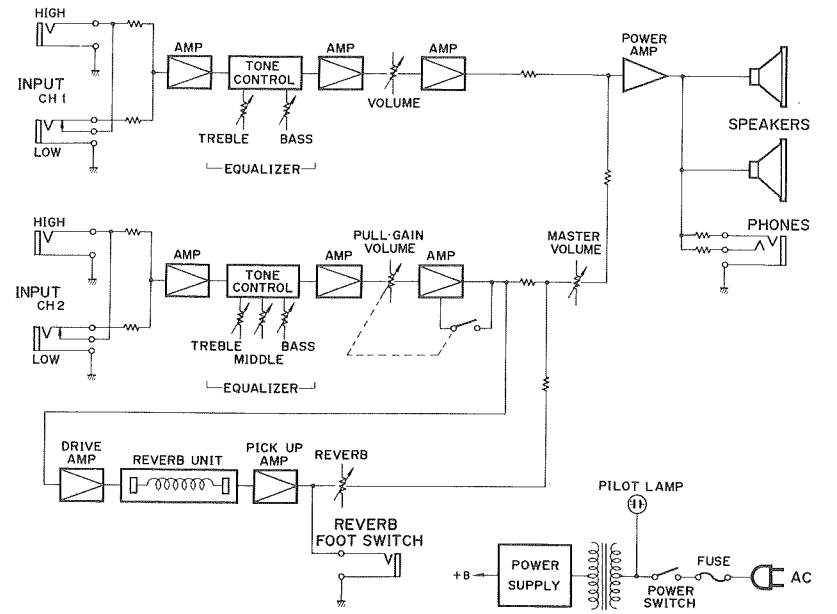 HIGH
INPUT
CH 1
LOW
AMP
TONE
CONTROL
TREBLE
BASS
EQUALIZER
AMP
VOLUME
AMP
POWER
AMP
SPEAKERS
PHONES
HIGH
INPUT
CH2
LOW
AMP
TONE
CONTROL
TREBLE
MIDDLE
BASS
EQUALIZER
AMP
PULL-GAIN
VOLUME
AMP
MASTER
VOLUME
DRIVE
AMP
REVERB UNIT
PICK UP
AMP
REVERB
REVERB
FOOT SWITCH
PILOT LAMP
+B
POWER
SUPPLY
POWER
SWITCH
FUSE
AC